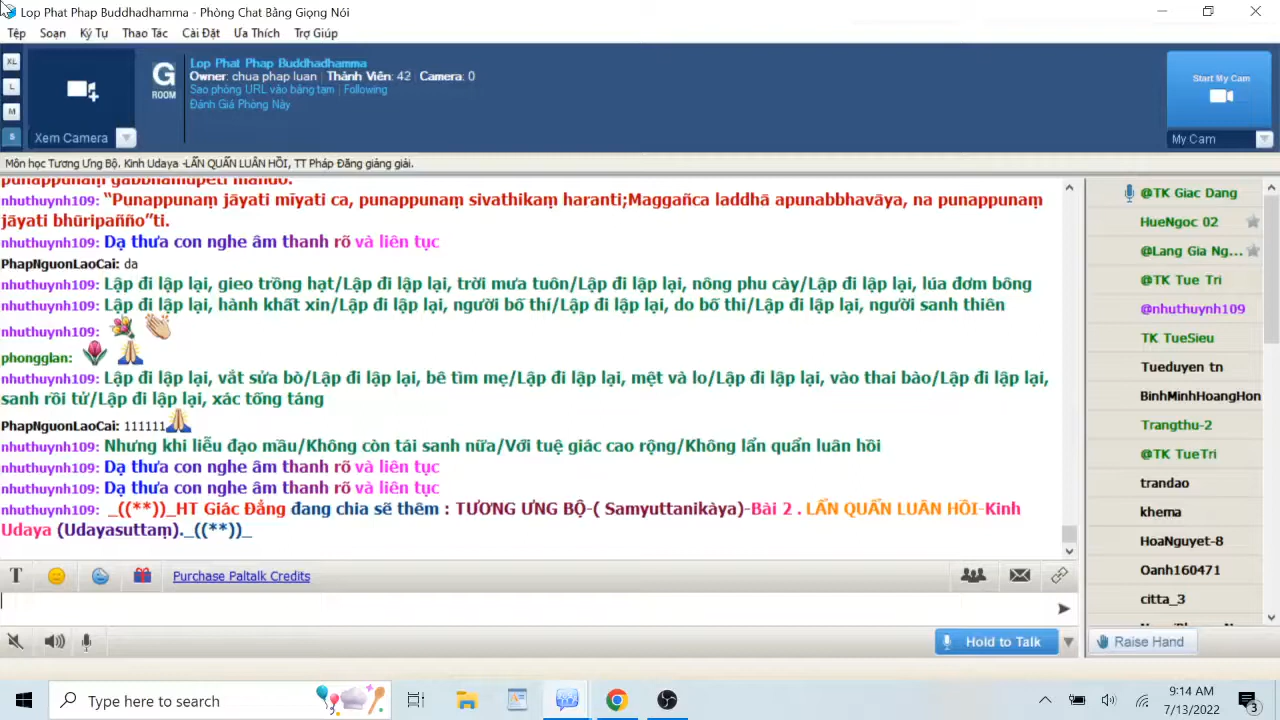 Lop Phat Phap Buddhadhamma - Phòng Chat Bằng Giọng Nói
Tệp Soạn Ký Tự Thao Tác Cài Đặt Ưa Thích Trợ Giúp
XL
L
M
S
Xem Camera
G
ROOM
Lop Phat Phap Buddhadhamma
Owner: chua phap luan | Thành Viên: 42 | Camera: 0
Sao phòng URL vào bảng tạm | Following
Đánh Giá Phòng Này
Start My Cam
My Cam
Môn học Tương Ưng Bộ. Kinh Udaya -LẨN QUẨN LUÂN HỒI, TT Pháp Đăng giảng giải.
punappunaṃ gabbhamupeti mando.
nhuthuynh109: “Punappunaṃ jāyati mīyati ca, punappunaṃ sivathikaṃ haranti;Maggañca laddhā apunabbhavāya, na punappunaṃ
jāyati bhūripañño”ti.
nhuthuynh109: Dạ thưa con nghe âm thanh rõ và liên tục
PhapNguonLaoCai: da
nhuthuynh109: Lập đi lập lại, gieo trồng hạt/Lập đi lập lại, trời mưa tuôn/Lập đi lập lại, nông phu cày/Lập đi lập lại, lúa đơm bông
nhuthuynh109: Lập đi lập lại, hành khất xin/Lập đi lập lại, người bố thí/Lập đi lập lại, do bố thí/Lập đi lập lại, người sanh thiên
nhuthuynh109:
phongglan:
nhuthuynh109: Lập đi lập lại, vắt sửa bò/Lập đi lập lại, bê tìm mẹ/Lập đi lập lại, mệt và lo/Lập đi lập lại, vào thai bào/Lập đi lập lại,
sanh rồi tử/Lập đi lập lại, xác tống táng
PhapNguonLaoCai: 111111
nhuthuynh109: Nhưng khi liễu đạo mầu/Không còn tái sanh nữa/Với tuệ giác cao rộng/Không lẩn quẩn luân hồi
nhuthuynh109: Dạ thưa con nghe âm thanh rõ và liên tục
nhuthuynh109: Dạ thưa con nghe âm thanh rõ và liên tục
nhuthuynh109: _((**))_HT Giác Đẳng đang chia sẽ thêm : TƯƠNG ƯNG BỘ-( Samyuttanikàya)-Bài 2 . LẨN QUẨN LUÂN HỒI-Kinh
Udaya (Udayasuttaṃ)._((**))_
@TK Giac Dang
HueNgoc 02
@Lang Gia Ng...
@TK Tue Tri
@nhuthuynh109
TK TueSieu
Tueduyen tn
BinhMinhHoangHon
Trangthu-2
@TK TueTri
trandao
khema
HoaNguyet-8
Oanh160471
citta_3
T
Purchase Paltalk Credits
Hold to Talk
Raise Hand
Type here to search
9:14 AM
7/13/2022
3